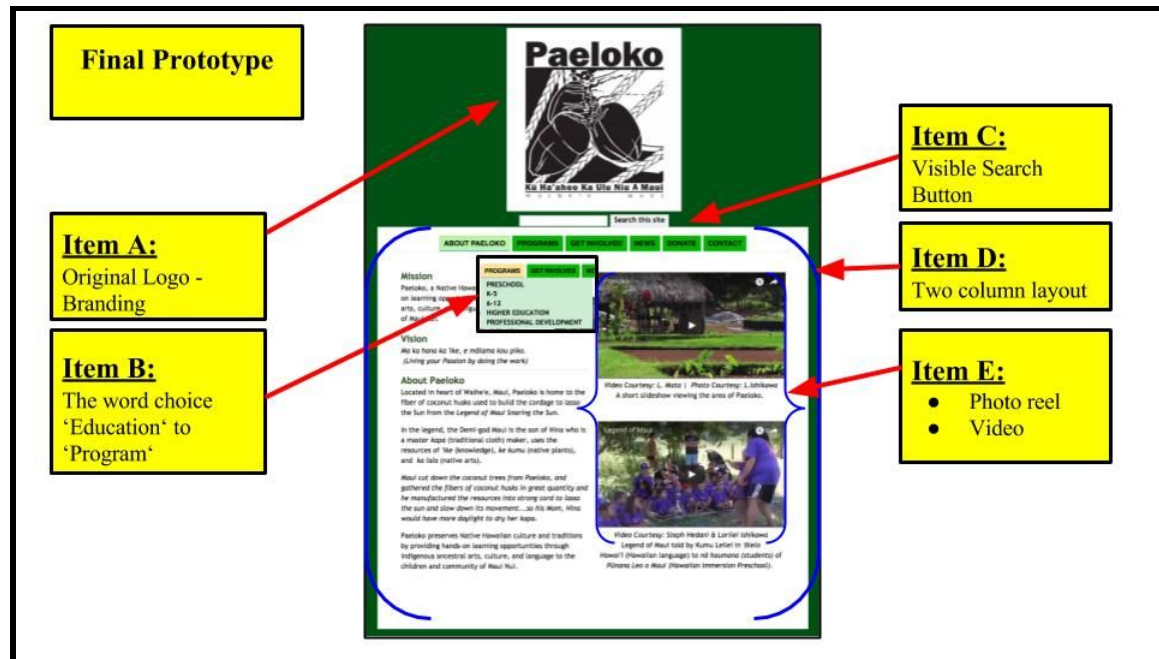 Final Prototype
Item A:
Original Logo -
Branding
Item B:
The word choice
‘Education‘ to
‘Program‘
Paeloko
Kū Ha'aheo Ka Ulu Niu A Maui
Search this site
ABOUT PAELOKO PROGRAMS GET INVOLVED NEWS DONATE CONTACT
PROGRAMS GET INVOLVED
PRESCHOOL
K-5
6-12
HIGHER EDUCATION
PROFESSIONAL DEVELOPMENT
Mission
Paeloko, a Native
on learning
arts, culture,
of Maui
Vision
Ma ka hana ka 'ike, e mālama kou piko.
(Living your Passion by doing the work)
About Paeloko
Located in heart of Waihe'e, Maui, Paeloko is home to the
fiber of coconut husks used to build the cordage to lasso
the Sun from the Legend of Maui Snaring the Sun.
In the legend, the Demi-god Maui is the son of Hina who is
a master kapa (traditional cloth) maker, uses the
resources of 'ike (knowledge), ke kumu (native plants),
and ka lala (native arts).
Maui cut down the coconut trees from Paeloko, and
gathered the fibers of coconut husks in great quantity and
he manufactured the resources into strong cord to lasso
the sun and slow down its movement...so his Mom, Hina
would have more daylight to dry her kapa.
Paeloko preserves Native Hawaiian culture and traditions
by providing hands-on learning opportunities through
indigenous ancestral arts, culture, and language to the
children and community of Maui Nui.
Video Courtesy: L. Mata | Photo Courtesy: L.Ishikawa
A short slideshow viewing the area of Paeloko.
Legend of Maui
Video Courtesy: Steph Hedani & Lorilei Ishikawa
Legend of Maui told by Kumu Leilei in 'ōlelo
Hawai'i (Hawaiian language) to nā haumana (students) of
Pūnana Leo o Maui (Hawaiian Immersion Preschool).
Item C:
Visible Search
Button
Item D:
Two column layout
Item E:
● Photo reel
● Video